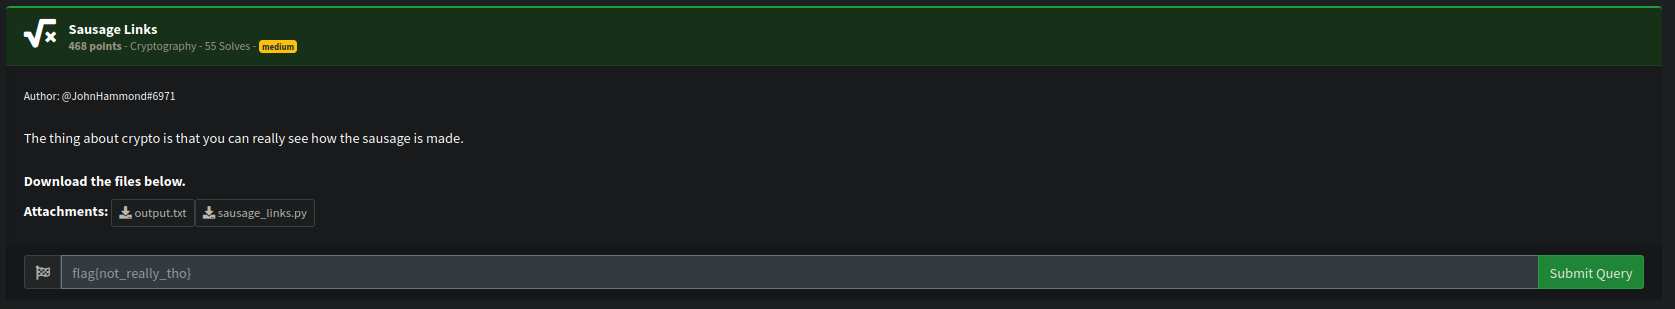 Sausage Links
468 points - Cryptography - 55 Solves - medium
Author: @JohnHammond#6971
The thing about crypto is that you can really see how the sausage is made.
Download the files below.
Attachments: output.txt sausage_links.py
flag{not_really_tho} Submit Query